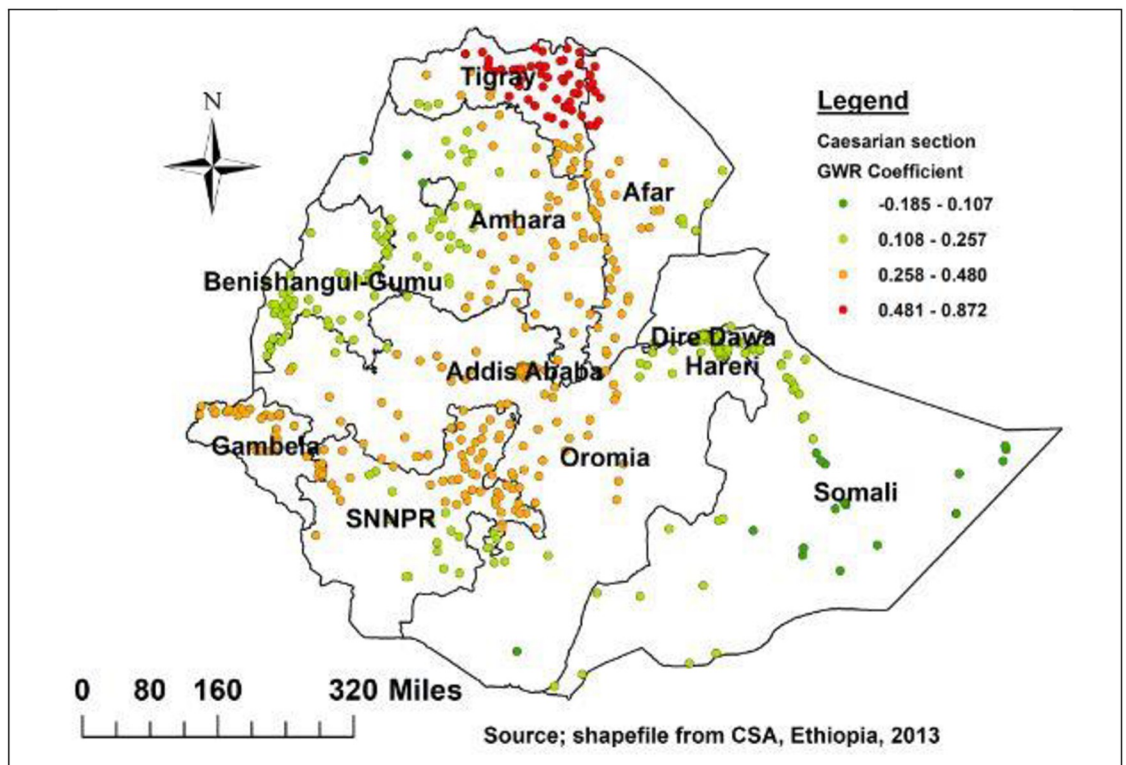 N
Tigray
Afar
Amhara
Benishangul-Gumu
Dire Dawa
Hareri
Addis Ababa
Gambela
Oromia
Somali
SNNPR
Legend
Caesarian section
GWR Coefficient
-0.185 - 0.107
0.108 - 0.257
0.258 - 0.480
0.481 - 0.872
0 80 160 320 Miles
Source; shapefile from CSA, Ethiopia, 2013